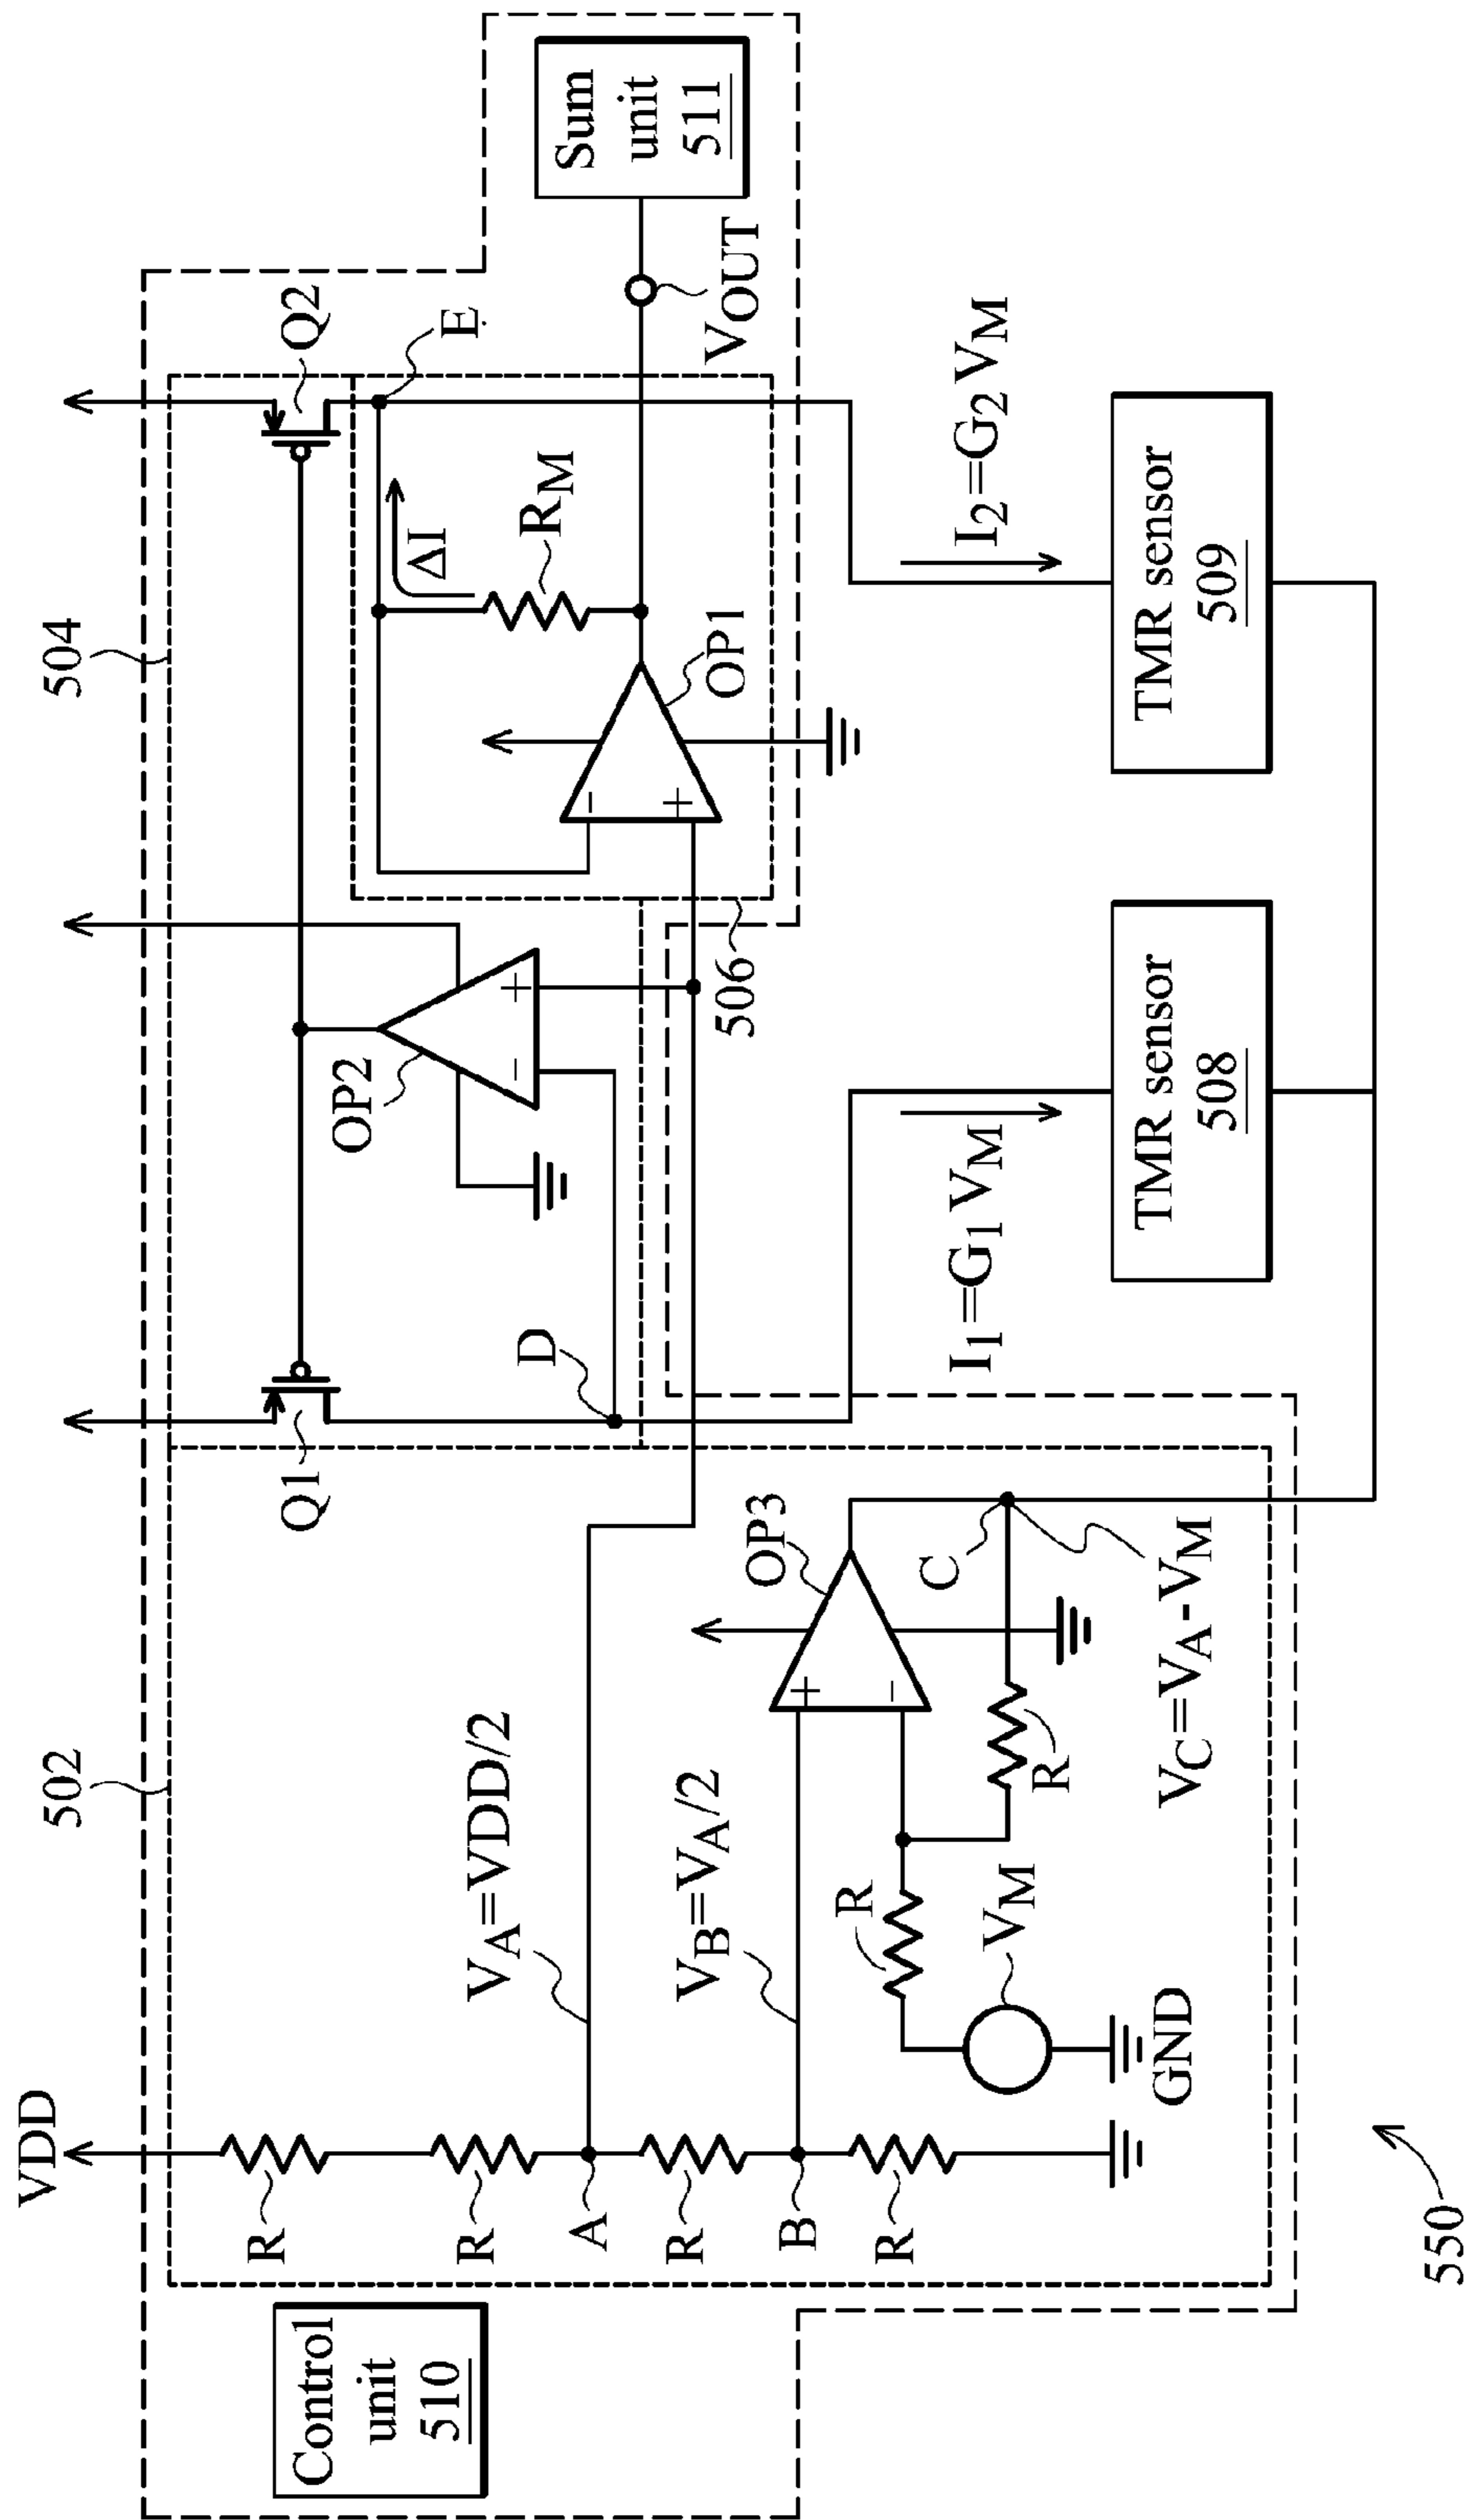 VDD
502
504
Control
unit
510
R
R
A
R
B
R
VA=VDD/2
VB=VA/2
R
VM
GND
R
OP3
C
VC=VA-VM
Q1
D
OP2
506
Q2
E
ΔI
RM
OP1
VOUT
Sum
unit
511
I1=G1 VM
I2=G2 VM
TMR sensor
508
TMR sensor
509
+
-
+
-
+
-
550